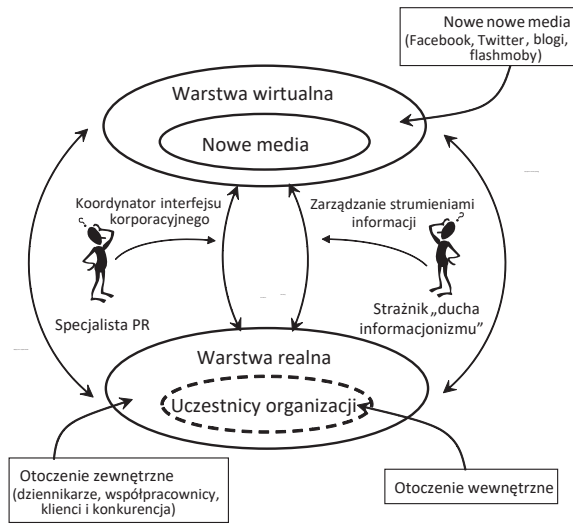 Nowe nowe media
(Facebook, Twitter, blogi,
flashmoby)
Warstwa wirtualna
Nowe media
Koordynator interfejsu
korporacyjnego
Zarządzanie strumieniami
informacji
?
?
Specjalista PR
Strażnik „ducha
informacjonizmu”
Warstwa realna
Uczestnicy organizacji
Otoczenie zewnętrzne
(dziennikarze, współpracownicy,
klienci i konkurencja)
Otoczenie wewnętrzne